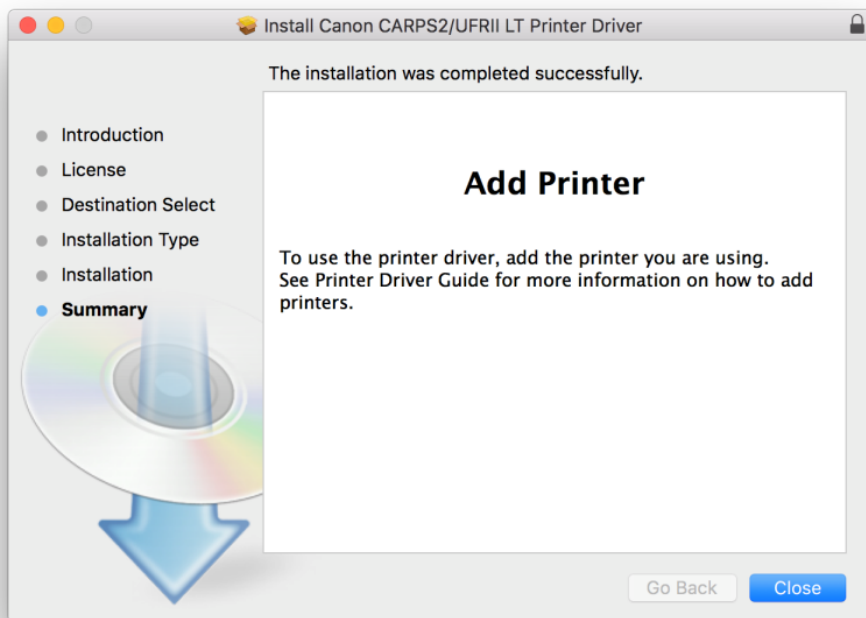 Install Canon CARPS2/UFRII LT Printer Driver
The installation was completed successfully.
Introduction
License
Destination Select
Installation Type
Installation
Summary
Add Printer
To use the printer driver, add the printer you are using.
See Printer Driver Guide for more information on how to add
printers.
Go Back
Close